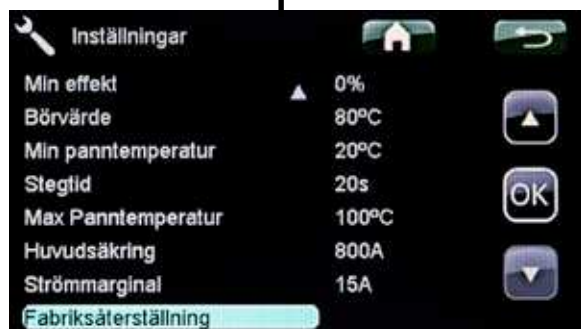 Inställningar
Min effekt 0%
Börvärde 80ºC
Min panntemperatur 20ºC
Stegtid 20s
Max Panntemperatur 100ºC
Huvudsäkring 800A
Strömmarginal 15A
Fabriksåterställning
OK